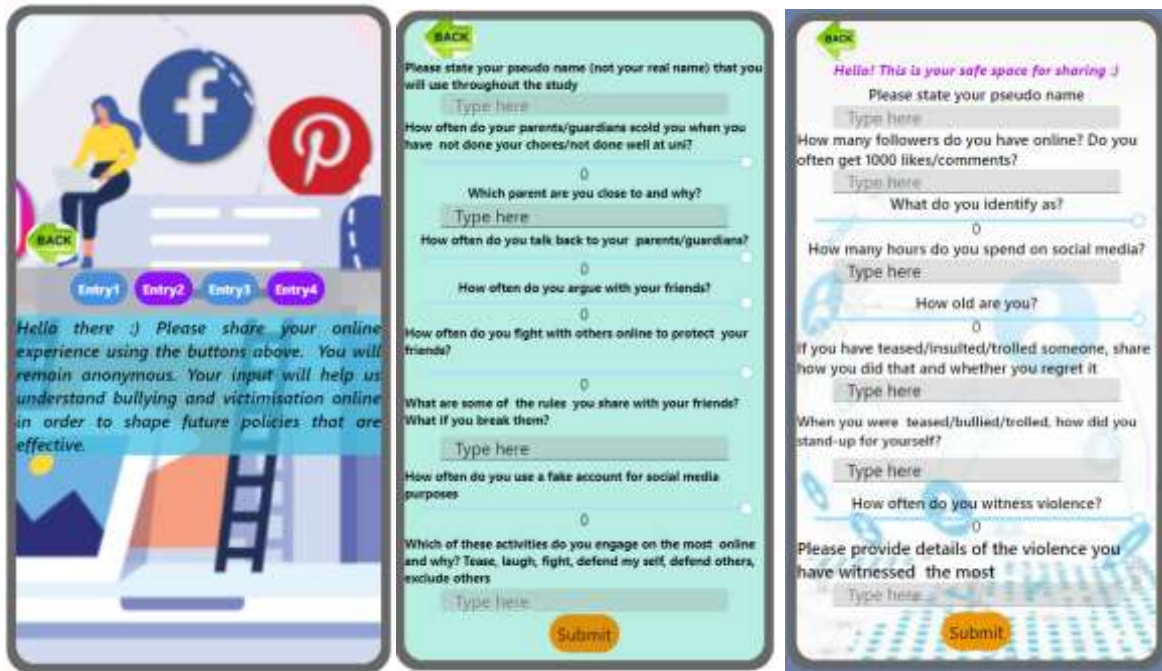 f
BACK
Entry1 Entry2 Entry3 Entry4
Hello there :) Please share your online
experience using the buttons above. You will
remain anonymous. Your input will help us
understand bullying and victimisation online
in order to shape future policies that are
effective.
BACK
Please state your pseudo name (not your real name) that you
will use throughout the study
Type here
How often do your parents/guardians scold you when you
have not done your chores/not done well at uni?
0
Which parent are you close to and why?
Type here
How often do you talk back to your parents/guardians?
0
How often do you argue with your friends?
0
How often do you fight with others online to protect your
friends?
0
What are some of the rules you share with your friends?
What if you break them?
Type here
How often do you use a fake account for social media
purposes
0
Which of these activities do you engage on the most online
and why? Tease, laugh, fight, defend my self, defend others,
exclude others
Type here
Submit
BACK
Hello! This is your safe space for sharing :)
Please state your pseudo name
Type here
How many followers do you have online? Do you
often get 1000 likes/comments?
Type here
What do you identify as?
0
How many hours do you spend on social media?
Type here
How old are you?
0
If you have teased/insulted/trolled someone, share
how you did that and whether you regret it
Type here
When you were teased/bullied/trolled, how did you
stand-up for yourself?
Type here
How often do you witness violence?
0
Please provide details of the violence you
have witnessed the most
Type here
Submit